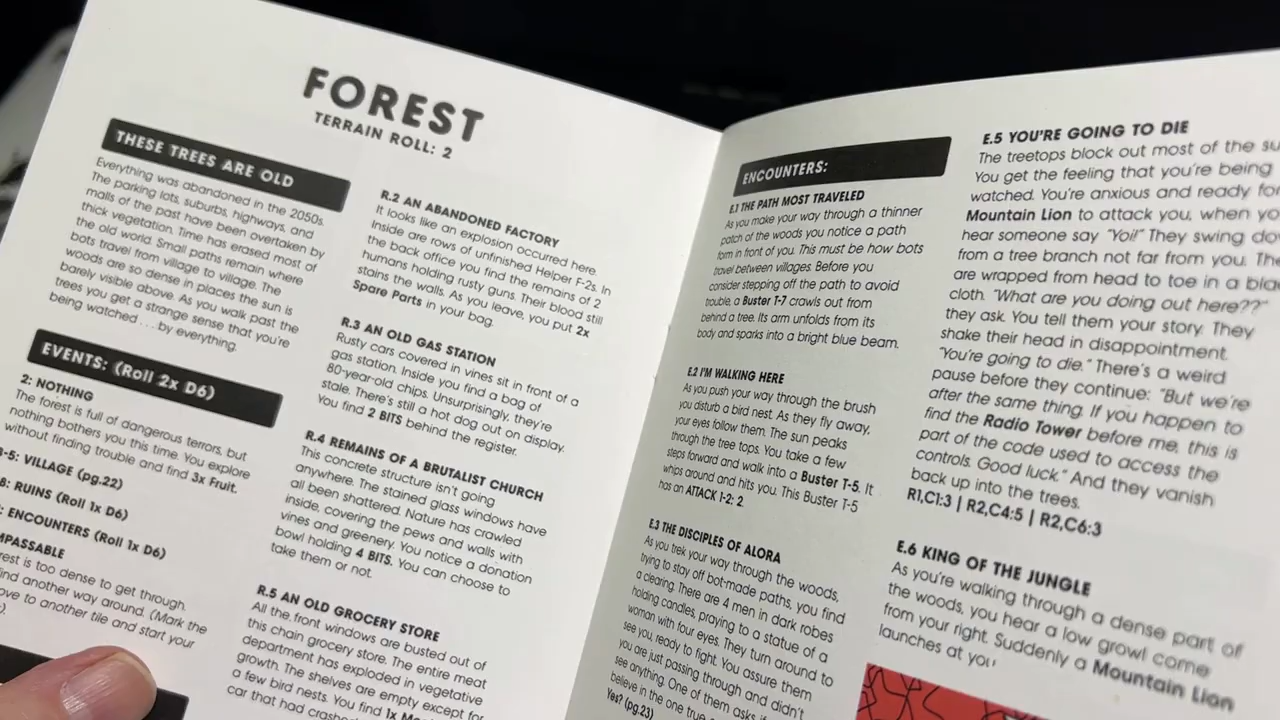 FOREST
TERRAIN ROLL: 2
THESE TREES ARE OLD
Everything was abandoned in the 2050s.
The parking lots, suburbs, highways, and
malls of the past have been overtaken by
thick vegetation. Time has erased most of
the old world. Small paths remain where
bots travel from village to village. The
woods are so dense in places the sun is
barely visible above. As you walk past the
trees you get a strange sense that you're
being watched . . . by everything.
EVENTS: (Roll 2x D6)
2: NOTHING
The forest is full of dangerous terrors, but
nothing bothers you this time. You explore
without finding trouble and find 3x Fruit.
-5: VILLAGE (pg.22)
8: RUINS (Roll 1x D6)
: ENCOUNTERS (Roll 1x D6)
MPASSABLE
rest is too dense to get through.
ind another way around. (Mark the
ove to another tile and start your
R.2 AN ABANDONED FACTORY
It looks like an explosion occurred here.
Inside are rows of unfinished Helper F-2s. In
the back office you find the remains of 2
humans holding rusty guns. Their blood still
stains the walls. As you leave, you put 2x
Spare Parts in your bag.
R.3 AN OLD GAS STATION
Rusty cars covered in vines sit in front of a
gas station. Inside you find a bag of
80-year-old chips. Unsurprisingly, they're
stale. There's still a hot dog out on display.
You find 2 BITS behind the register.
R.4 REMAINS OF A BRUTALIST CHURCH
This concrete structure isn't going
anywhere. The stained glass windows have
all been shattered. Nature has crawled
inside, covering the pews and walls with
vines and greenery. You notice a donation
bowl holding 4 BITS. You can choose to
take them or not.
R.5 AN OLD GROCERY STORE
All the front windows are busted out of
this chain grocery store. The entire meat
department has exploded in vegetative
growth. The shelves are empty except for
a few bird nests. You find 1x
car that had crashed
ENCOUNTERS:
E.1 THE PATH MOST TRAVELED
As you make your way through a thinner
patch of the woods you notice a path
form in front of you. This must be how bots
travel between villages. Before you
consider stepping off the path to avoid
trouble, a Buster T-7 crawls out from
behind a tree. Its arm unfolds from its
body and sparks into a bright blue beam.
E.2 I'M WALKING HERE
As you push your way through the brush
you disturb a bird nest. As they fly away,
your eyes follow them. The sun peaks
through the tree tops. You take a few
steps forward and walk into a Buster T-5. It
whips around and hits you. This Buster T-5
has an ATTACK 1-2: 2.
E.3 THE DISCIPLES OF ALORA
As you trek your way through the woods,
trying to stay off bot-made paths, you find
a clearing. There are 4 men in dark robes
holding candles, praying to a statue of a
woman with four eyes. They turn around to
see you, ready to fight. You assure them
you are just passing through and didn't
see anything. One of them asks if
believe in the one true
Yes? (pg.23)
E.5 YOU'RE GOING TO DIE
The treetops block out most of the su
You get the feeling that you're being
watched. You're anxious and ready fo
Mountain Lion to attack you, when yo
hear someone say "Yoi!" They swing do
from a tree branch not far from you. The
are wrapped from head to toe in a bla
cloth. "What are you doing out here??"
they ask. You tell them your story. They
shake their head in disappointment.
"You're going to die." There's a weird
pause before they continue: "But we're
after the same thing. If you happen to
find the Radio Tower before me, this is
part of the code used to access the
controls. Good luck." And they vanish
back up into the trees.
R1,C1:3 | R2,C4:5 | R2,C6:3
E.6 KING OF THE JUNGLE
As you're walking through a dense part of
the woods, you hear a low growl come
from your right. Suddenly a Mountain Lion
launches at you